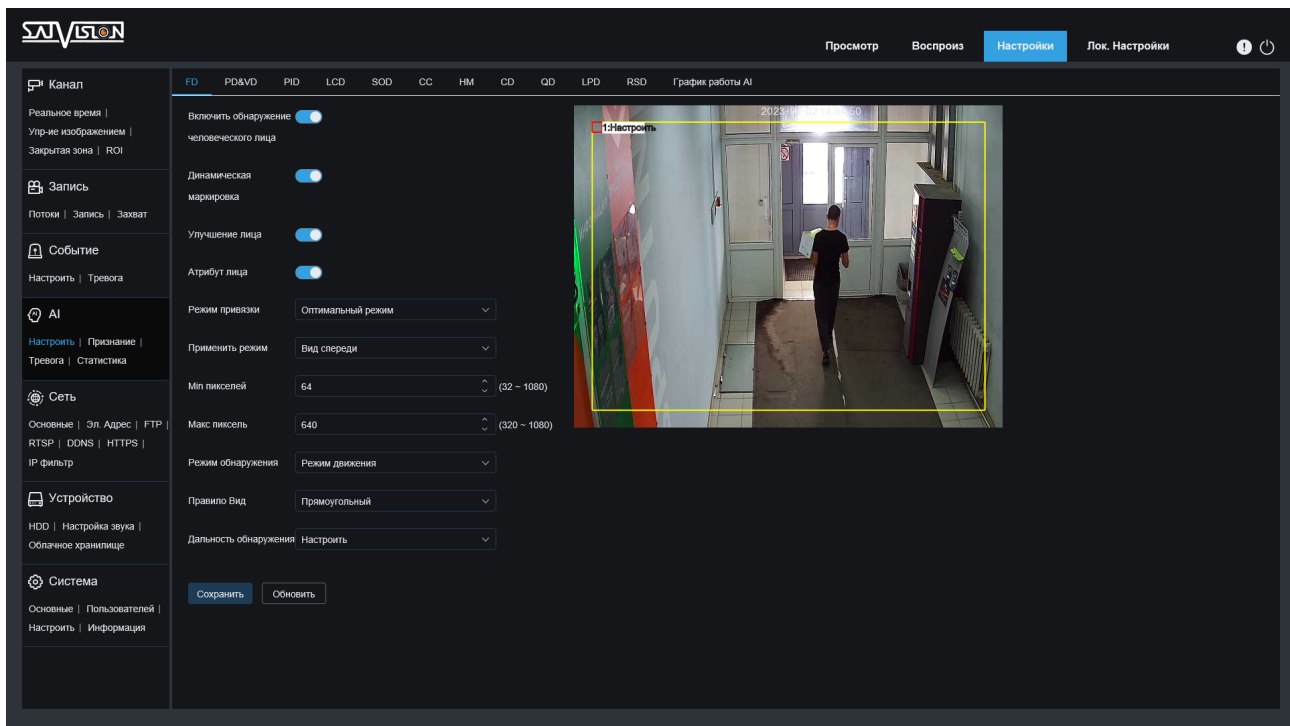 SATVISION
Просмотр Воспроиз Настройки Лок. Настройки
Канал
Реальное время |
Упр-ие изображением |
Закрытая зона | ROI
Запись
Потоки | Запись | Захват
Событие
Настроить | Тревога
AI
Настроить | Признание |
Тревога | Статистика
Сеть
Основные | Эл. Адрес | FTP |
RTSP | DDNS | HTTPS |
IP фильтр
Устройство
HDD | Настройка звука |
Облачное хранилище
Система
Основные | Пользователей |
Настроить | Информация
FD PD&VD PID LCD SOD CC HM CD QD LPD RSD График работы AI
Включить обнаружение
человеческого лица
Динамическая
маркировка
Улучшение лица
Атрибут лица
Режим привязки Оптимальный режим
Применить режим Вид спереди
Min пикселей 64 (32 ~ 1080)
Макс пиксель 640 (320 ~ 1080)
Режим обнаружения Режим движения
Правило Вид Прямоугольный
Дальность обнаружения Настроить
Сохранить Обновить
1:Настроить